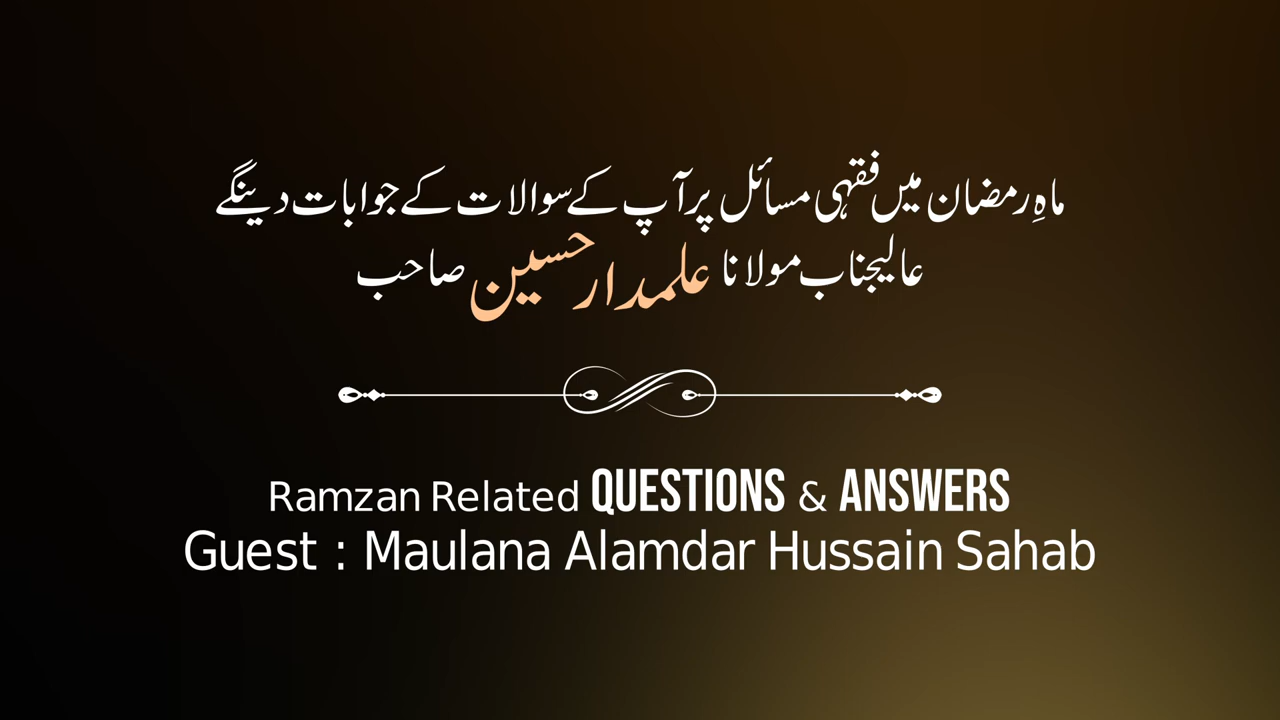 ماہِ رمضان میں فقہی مسائل پر آپ کے سوالات کے جوابات دینگے
عالیجناب مولانا علمدار حسین صاحب
Ramzan Related QUESTIONS & ANSWERS
Guest : Maulana Alamdar Hussain Sahab